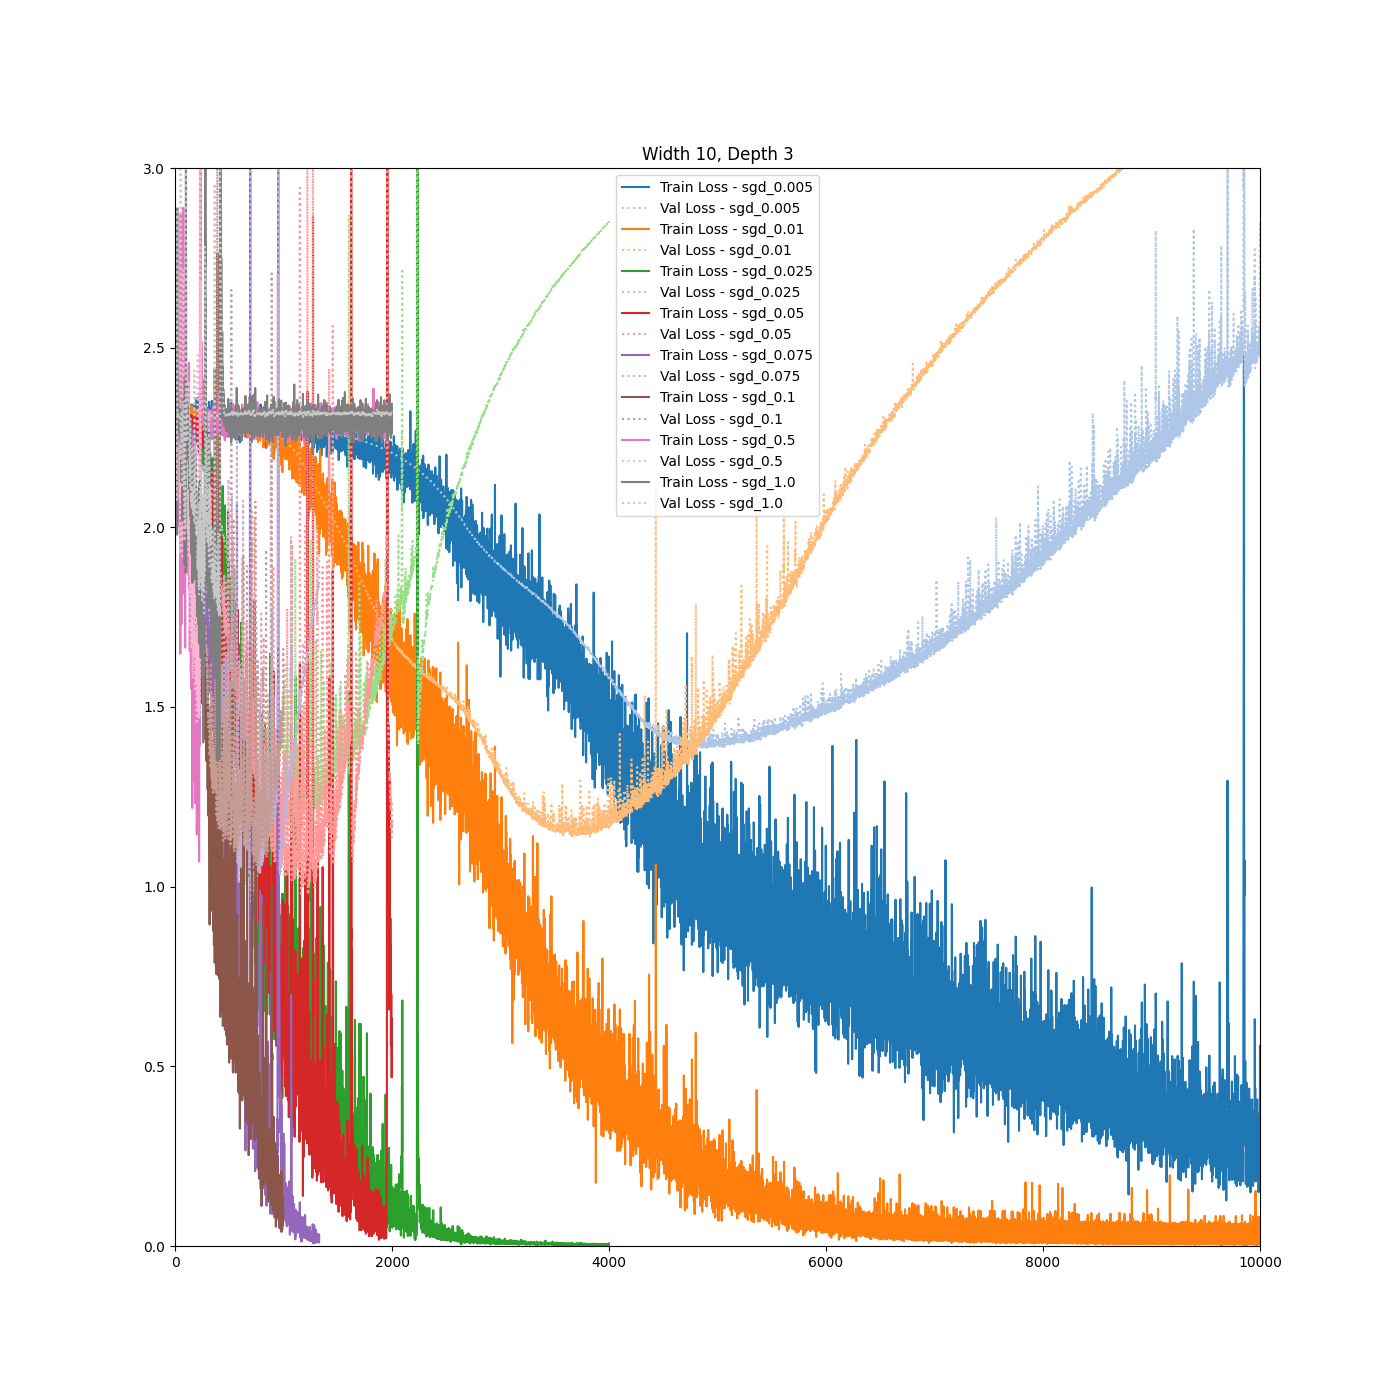 Width 10, Depth 3
3.0
2.5
2.0
1.5
1.0
0.5
0.0
0
2000
4000
6000
8000
10000
Train Loss - sgd_0.005
Val Loss - sgd_0.005
Train Loss - sgd_0.01
Val Loss - sgd_0.01
Train Loss - sgd_0.025
Val Loss - sgd_0.025
Train Loss - sgd_0.05
Val Loss - sgd_0.05
Train Loss - sgd_0.075
Val Loss - sgd_0.075
Train Loss - sgd_0.1
Val Loss - sgd_0.1
Train Loss - sgd_0.5
Val Loss - sgd_0.5
Train Loss - sgd_1.0
Val Loss - sgd_1.0